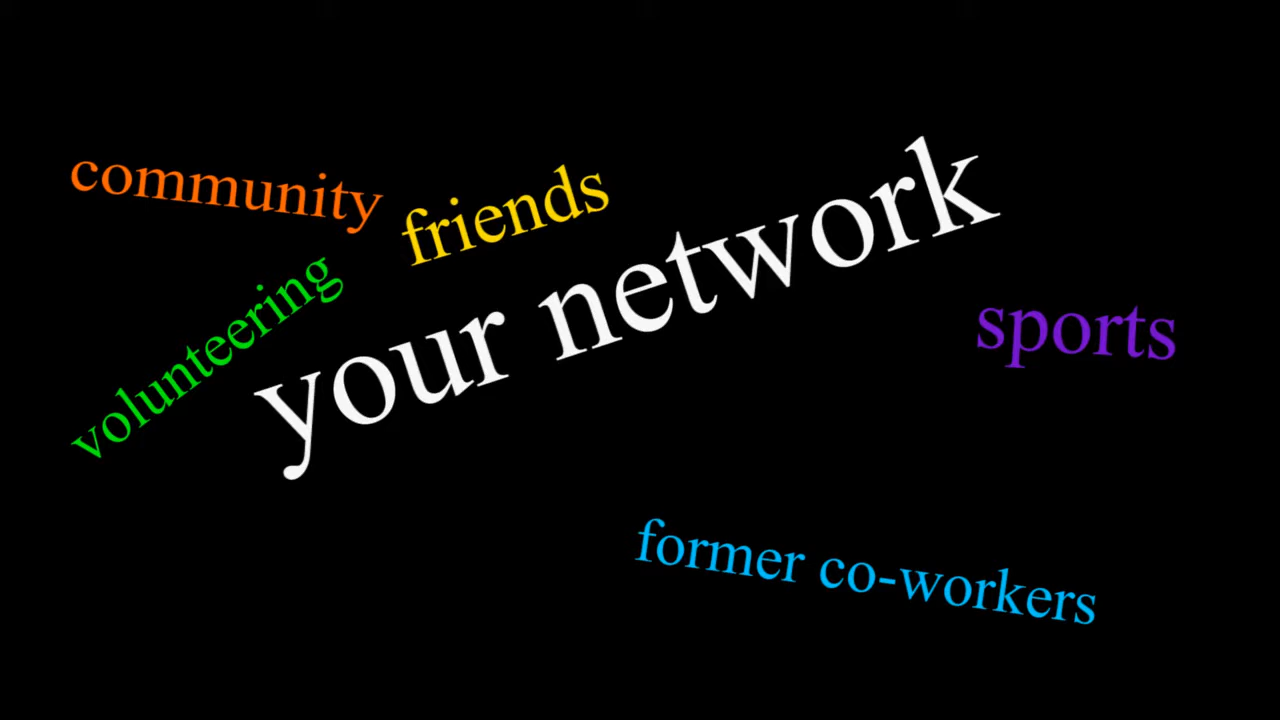 community
friends
your network
volunteering
sports
former co-workers